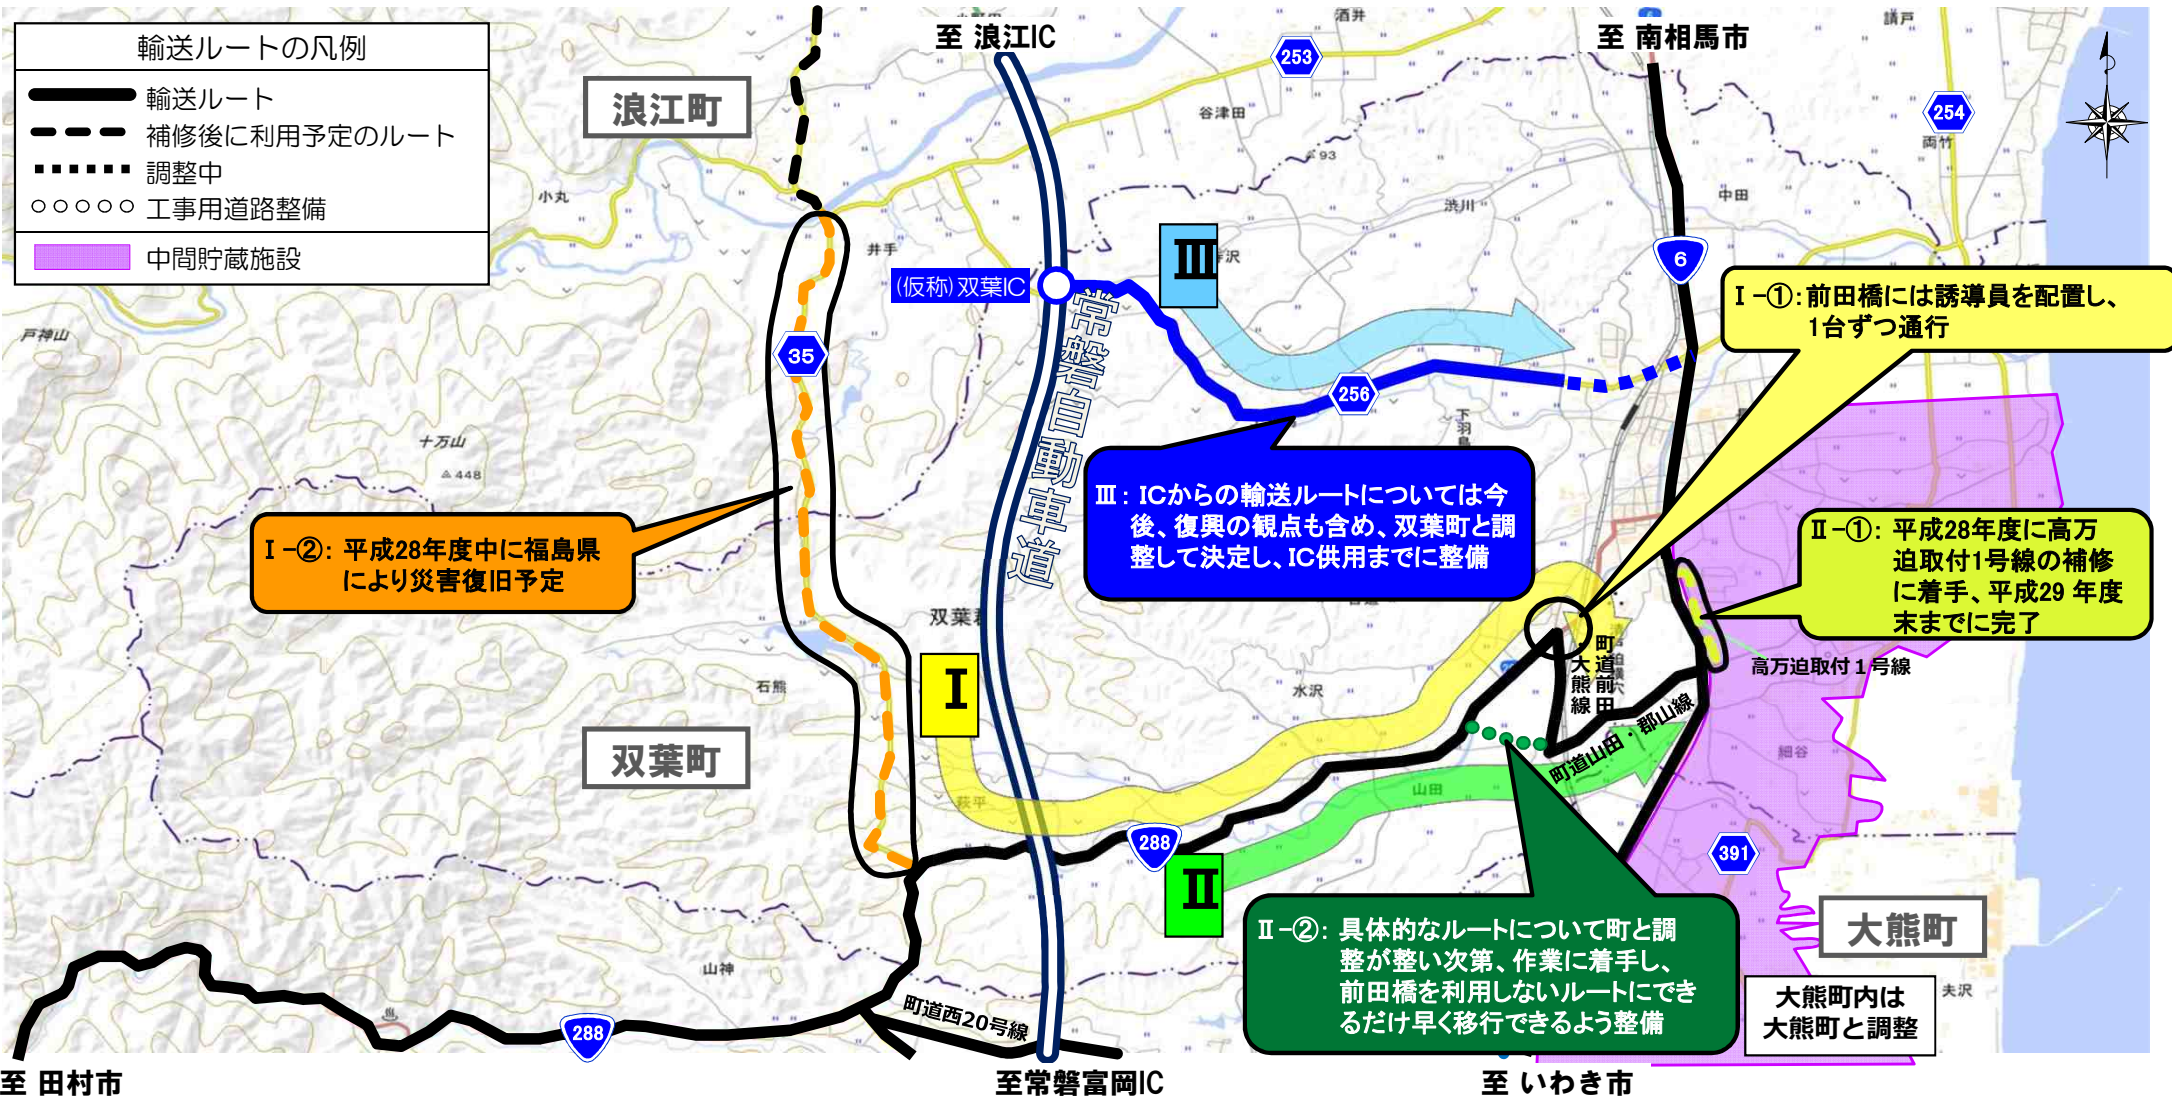 輸送ルートの凡例
輸送ルート
補修後に利用予定のルート
調整中
工事用道路整備
中間貯蔵施設
至 浪江IC
至 南相馬市
酒井
請戸
253
254
両竹
谷津田
93
中田
渋川
浪江町
小丸
井手
(仮称)双葉IC
Ⅲ
6
Ⅰ-①:前田橋には誘導員を配置し、
1台ずつ通行
戸神山
35
常磐自動車道
256
十万山
448
下羽鳥
Ⅲ: ICからの輸送ルートについては今
後、復興の観点も含め、双葉町と調
整して決定し、IC供用までに整備
Ⅰ-②: 平成28年度中に福島県
により災害復旧予定
Ⅱ-①: 平成28年度に高万
迫取付1号線の補修
に着手、平成29 年度
末までに完了
高万迫取付1号線
町道前田
・大熊線
石熊
Ⅰ
水沢
町道山田・郡山線
細谷
双葉町
萩平
山田
288
391
Ⅱ
Ⅱ-②: 具体的なルートについて町と調
整が整い次第、作業に着手し、
前田橋を利用しないルートにでき
るだけ早く移行できるよう整備
大熊町
大熊町内は
大熊町と調整
夫沢
山神
町道西20号線
288
至 田村市
至常磐富岡IC
至 いわき市